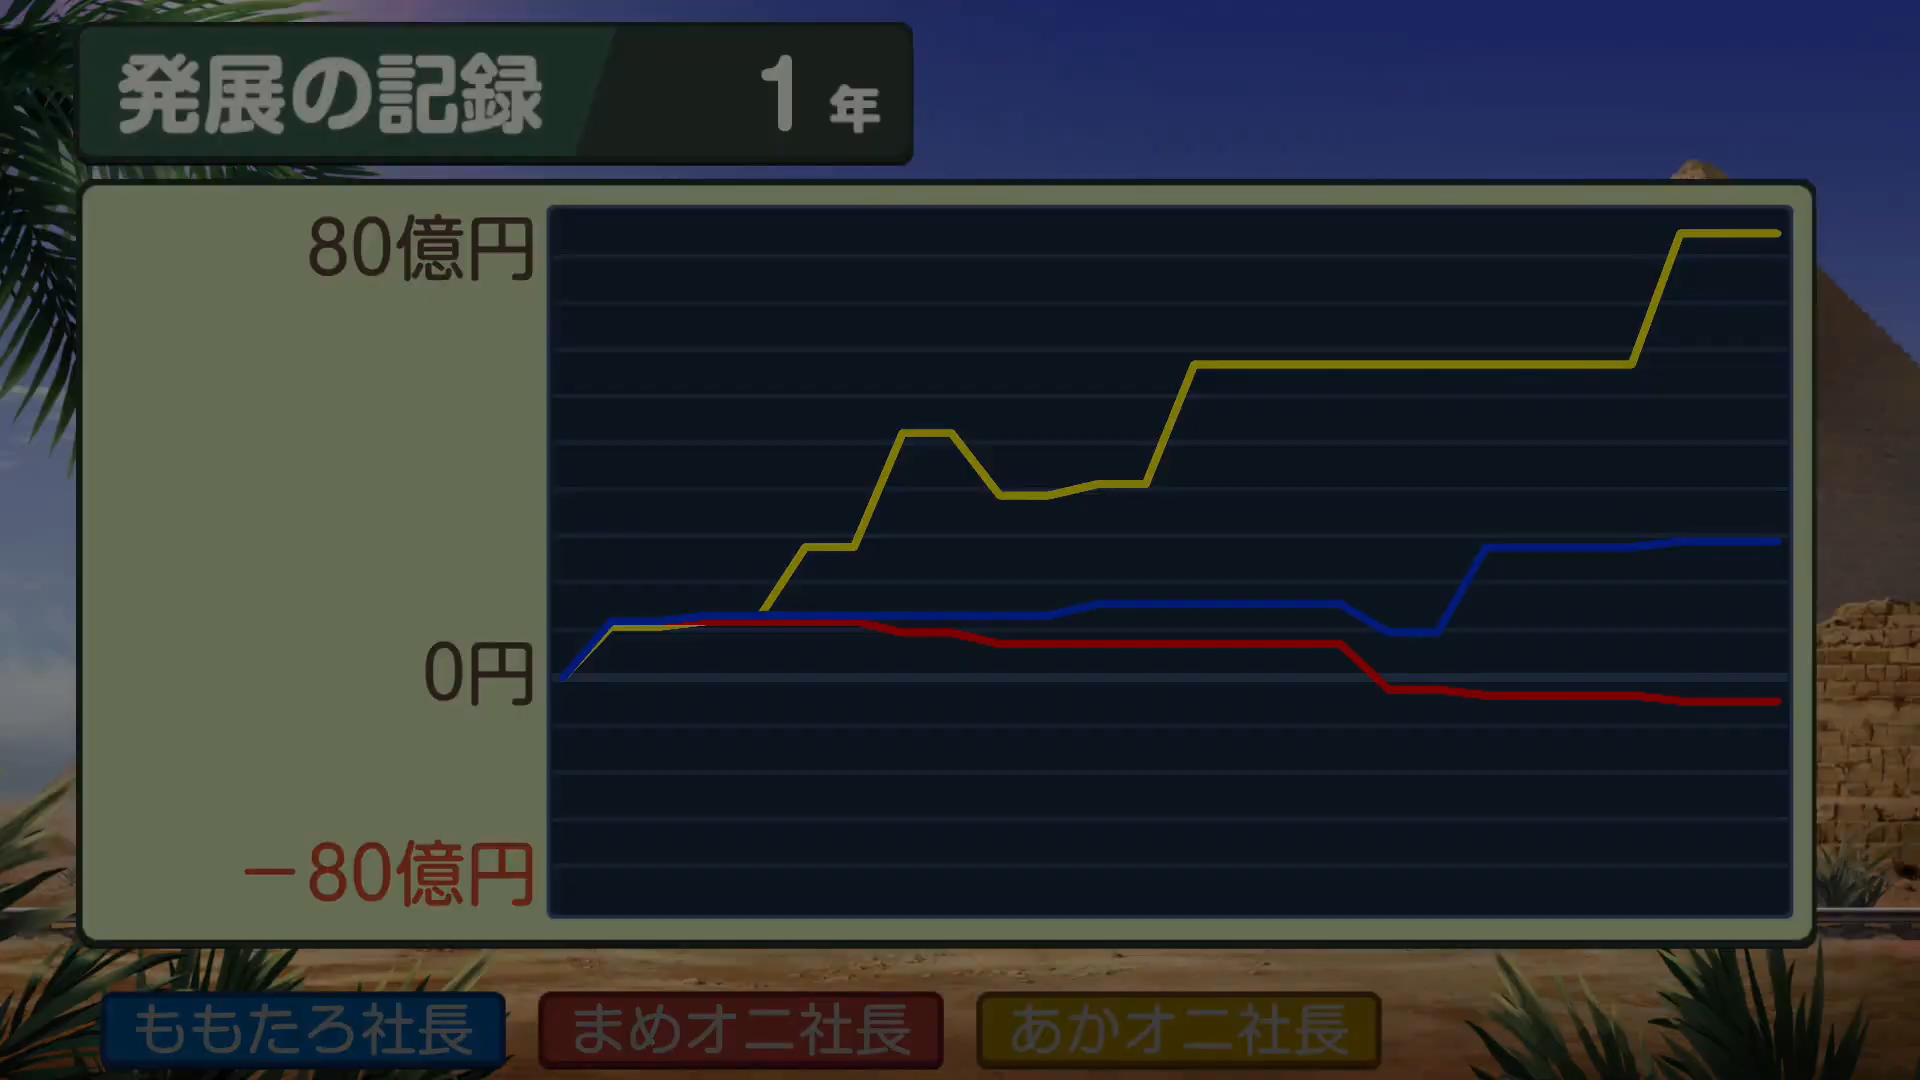 発展の記録 1年
80億円
0円
－80億円
ももたろ社長 まめオニ社長 あかオニ社長